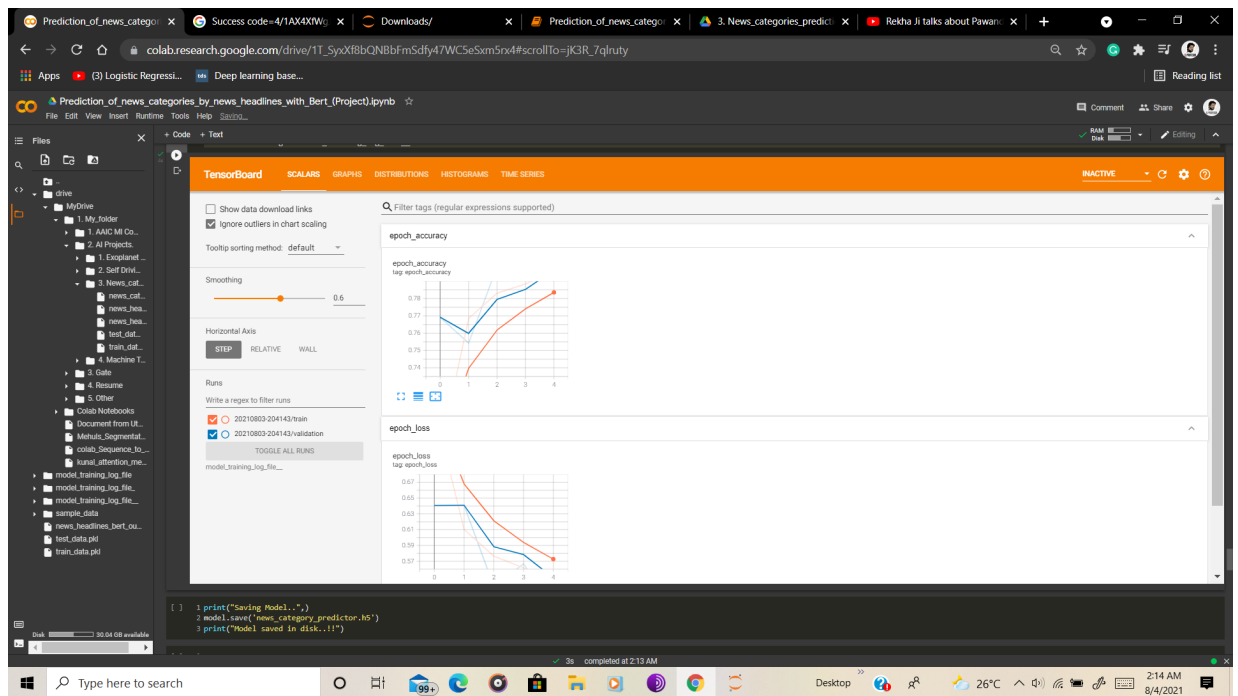 Prediction_of_news_categori
Success code=4/1AX4XfWg
Downloads/
Prediction_of_news_categor
3. News_categories_predicti
Rekha Ji talks about Pawanc
colab.research.google.com/drive/1T_SyxXf8bQNBbFmSdfy47WC5eSxm5rx4#scrollTo=jK3R_7qlruty
Apps
(3) Logistic Regressi...
Deep learning base...
Reading list
Prediction_of_news_categories_by_news_headlines_with_Bert_(Project).ipynb
File Edit View Insert Runtime Tools Help Saving...
Comment
Share
Files
+ Code + Text
RAM
Disk
Editing
..
drive
MyDrive
1. My_folder
1. AAIC Ml Co...
2. AI Projects.
1. Exoplanet ...
2. Self Drivi...
3. News_cat...
news_cat...
news_hea...
news_hea...
test_dat...
train_dat...
4. Machine T...
3. Gate
4. Resume
5. Other
Colab Notebooks
Document from Ut...
Mehuls_Segmentat...
colab_Sequence_to_...
kunal_attention_me...
model_training_log_file
model_training_log_file_
model_training_log_file__
sample_data
news_headlines_bert_ou...
test_data.pkl
train_data.pkl
Disk
30.04 GB available
TensorBoard
SCALARS GRAPHS DISTRIBUTIONS HISTOGRAMS TIME SERIES
INACTIVE
Show data download links
Ignore outliers in chart scaling
Tooltip sorting method: default
Smoothing
0.6
Horizontal Axis
STEP RELATIVE WALL
Runs
Write a regex to filter runs
20210803-204143/train
20210803-204143/validation
TOGGLE ALL RUNS
model_training_log_file__
Filter tags (regular expressions supported)
epoch_accuracy
epoch_accuracy
tag: epoch_accuracy
0.78
0.77
0.76
0.75
0.74
0 1 2 3 4
epoch_loss
epoch_loss
tag: epoch_loss
0.67
0.65
0.63
0.61
0.59
0.57
0 1 2 3 4
[ ] 1 print("Saving Model..",)
2 model.save('news_category_predictor.h5')
3 print("Model saved in disk..!!")
3s completed at 2:13 AM
Type here to search
99+
Desktop
26°C
2:14 AM
8/4/2021